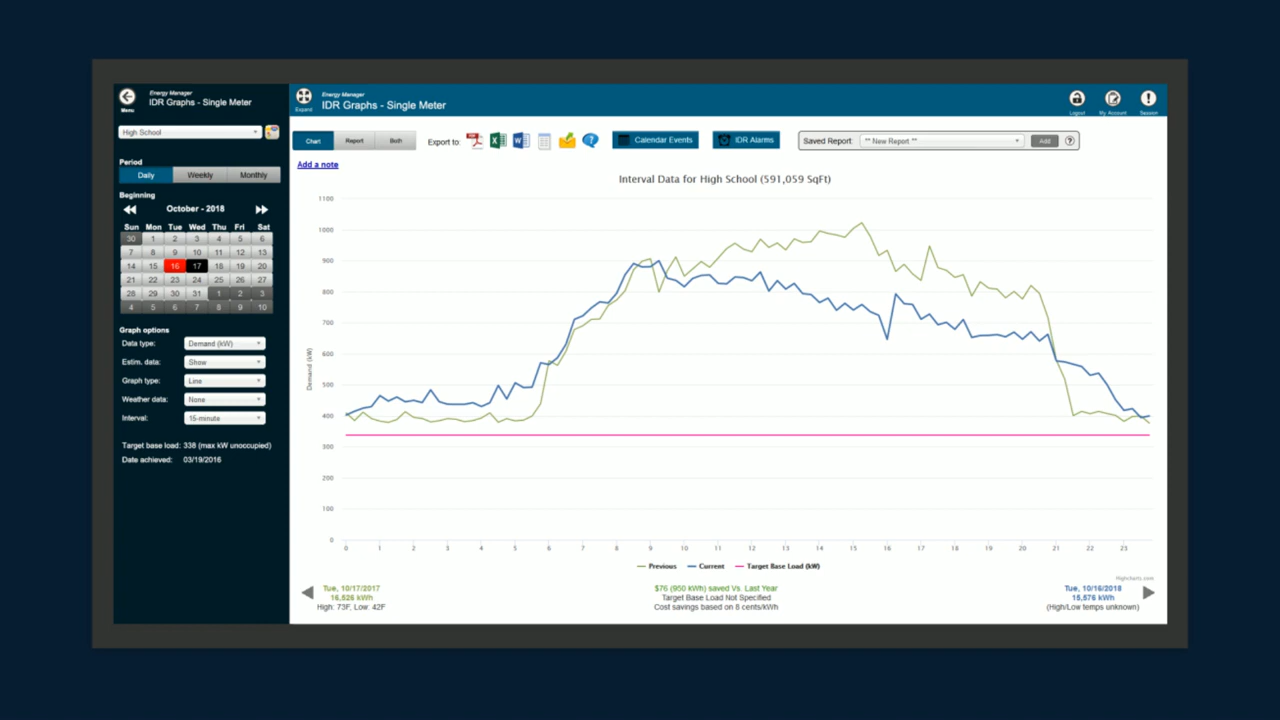 Energy Manager
IDR Graphs - Single Meter
Menu
High School
Period
Daily Weekly Monthly
Beginning
October - 2018
Sun Mon Tue Wed Thu Fri Sat
30 1 2 3 4 5 6
7 8 9 10 11 12 13
14 15 16 17 18 19 20
21 22 23 24 25 26 27
28 29 30 31 1 2 3
4 5 6 7 8 9 10
Graph options
Data type: Demand (kW)
Estim. data: Show
Graph type: Line
Weather data: None
Interval: 15-minute
Target base load: 338 (max kW unoccupied)
Date achieved: 03/19/2016
Expand
Energy Manager
IDR Graphs - Single Meter
Logout My Account Session
Chart Report Both Export to: Calendar Events IDR Alarms Saved Report: ** New Report ** Add
Add a note
Interval Data for High School (591,059 SqFt)
1100
1000
900
800
700
600
500
400
300
200
100
0
Demand (kW)
0 1 2 3 4 5 6 7 8 9 10 11 12 13 14 15 16 17 18 19 20 21 22 23
Previous Current Target Base Load (kW)
Highcharts.com
Tue, 10/17/2017
16,526 kWh
High: 73F, Low: 42F
$76 (950 kWh) saved Vs. Last Year
Target Base Load Not Specified
Cost savings based on 8 cents/kWh
Tue, 10/16/2018
15,576 kWh
(High/Low temps unknown)